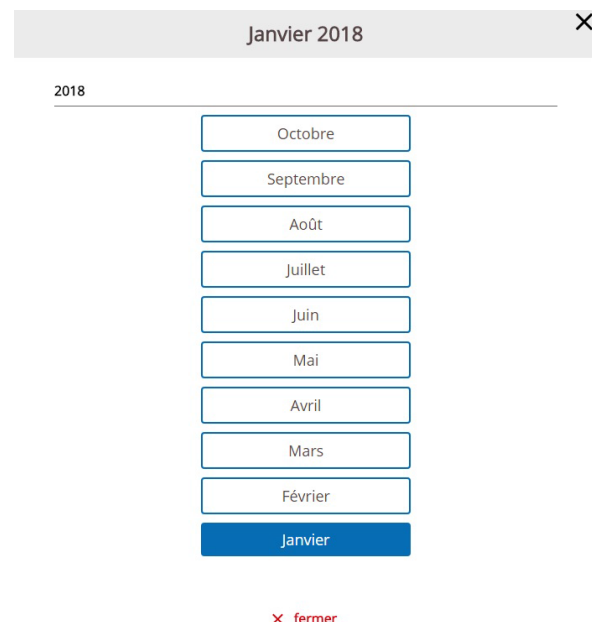 Janvier 2018
2018
Octobre
Septembre
Août
Juillet
Juin
Mai
Avril
Mars
Février
Janvier
fermer